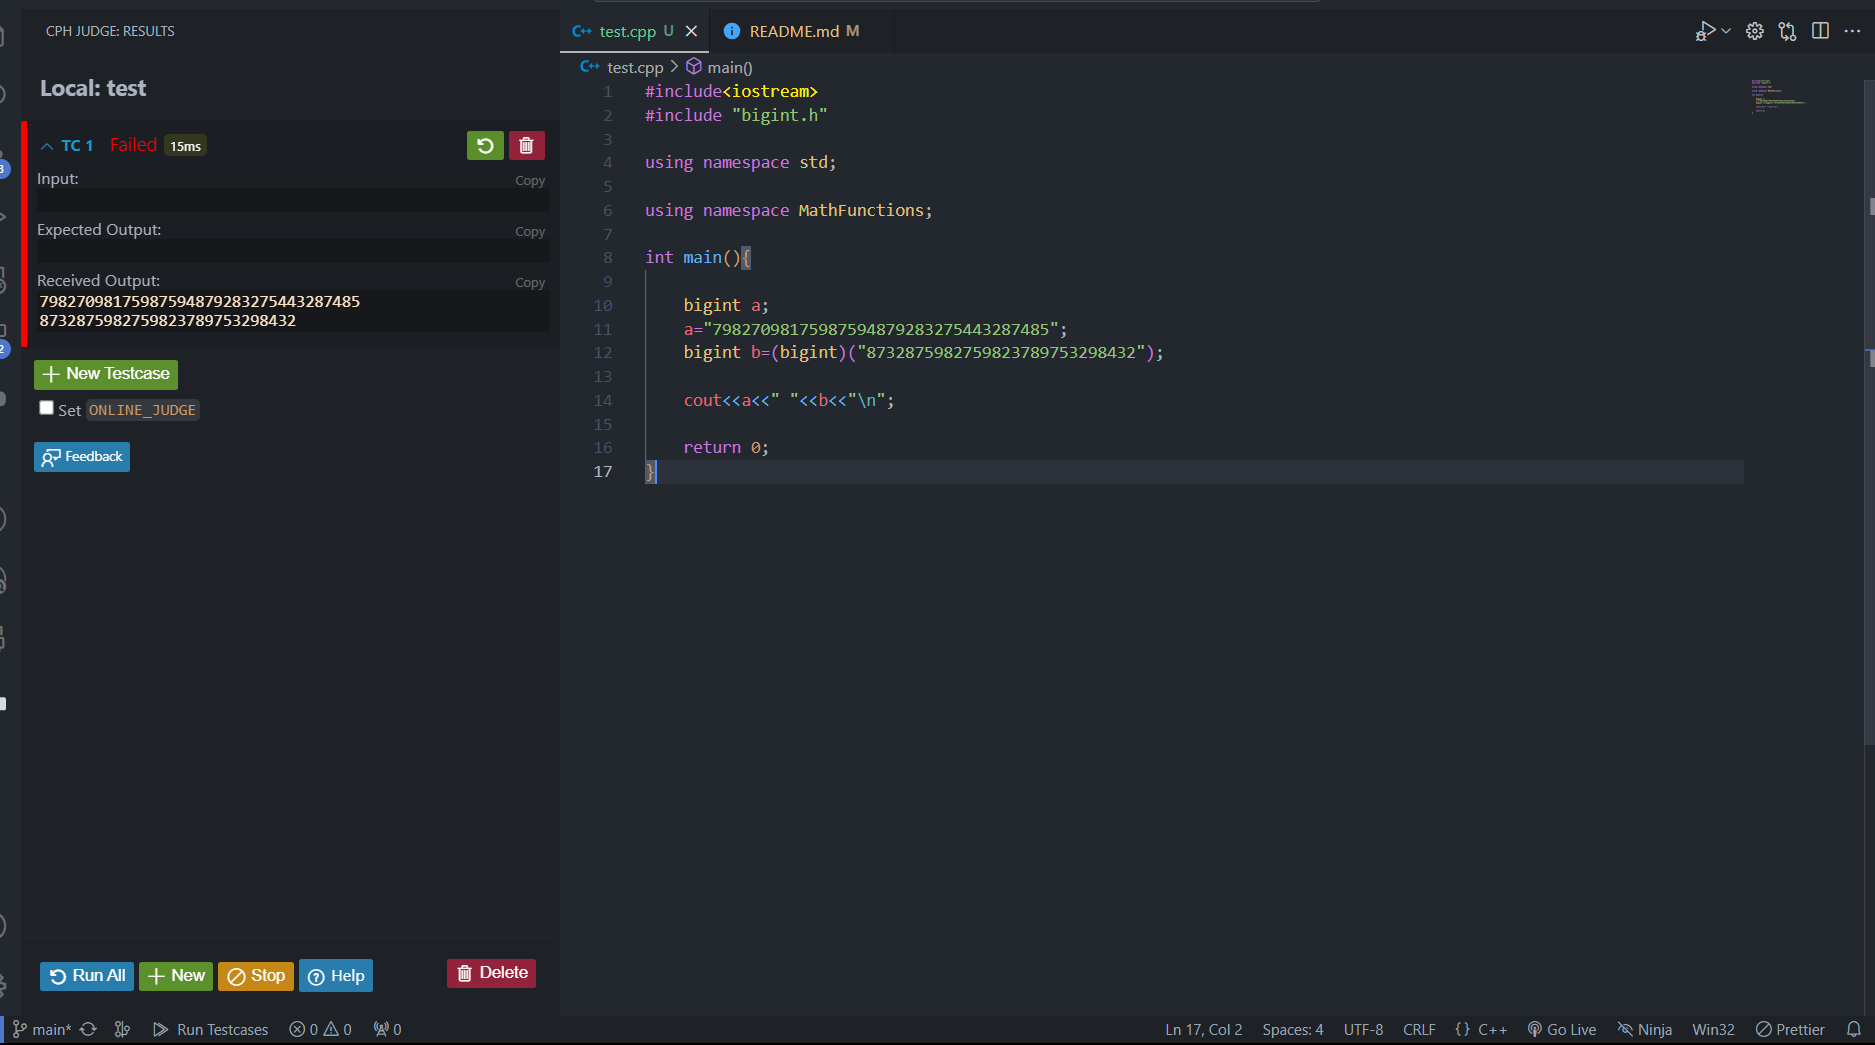 CPH JUDGE: RESULTS
Local: test
TC 1 Failed 15ms
Input:
Copy
Expected Output:
Copy
Received Output:
Copy
79827098175987594879283275443287485
8732875982759823789753298432
New Testcase
Set ONLINE_JUDGE
Feedback
Run All
New
Stop
Help
Delete
C++ test.cpp U
README.md M
C++ test.cpp > main()
1 #include<iostream>
2 #include "bigint.h"
3
4 using namespace std;
5
6 using namespace MathFunctions;
7
8 int main(){
9
10 bigint a;
11 a="79827098175987594879283275443287485";
12 bigint b=(bigint)("8732875982759823789753298432");
13
14 cout<<a<<" "<<b<<"\n";
15
16 return 0;
17 }
main*
Run Testcases
0 0
0
Ln 17, Col 2
Spaces: 4
UTF-8
CRLF
{ } C++
Go Live
Ninja
Win32
Prettier